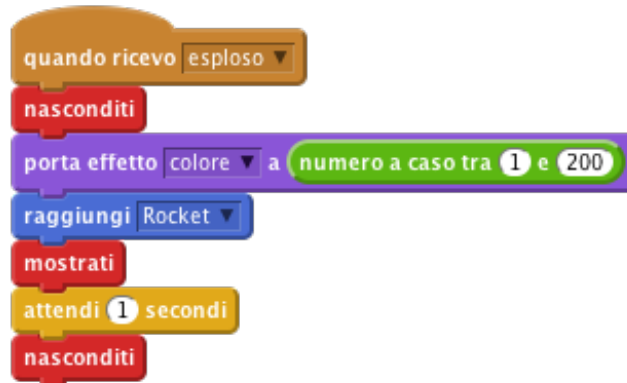 quando ricevo esploso
nasconditi
porta effetto colore a numero a caso tra 1 e 200
raggiungi Rocket
mostrati
attendi 1 secondi
nasconditi